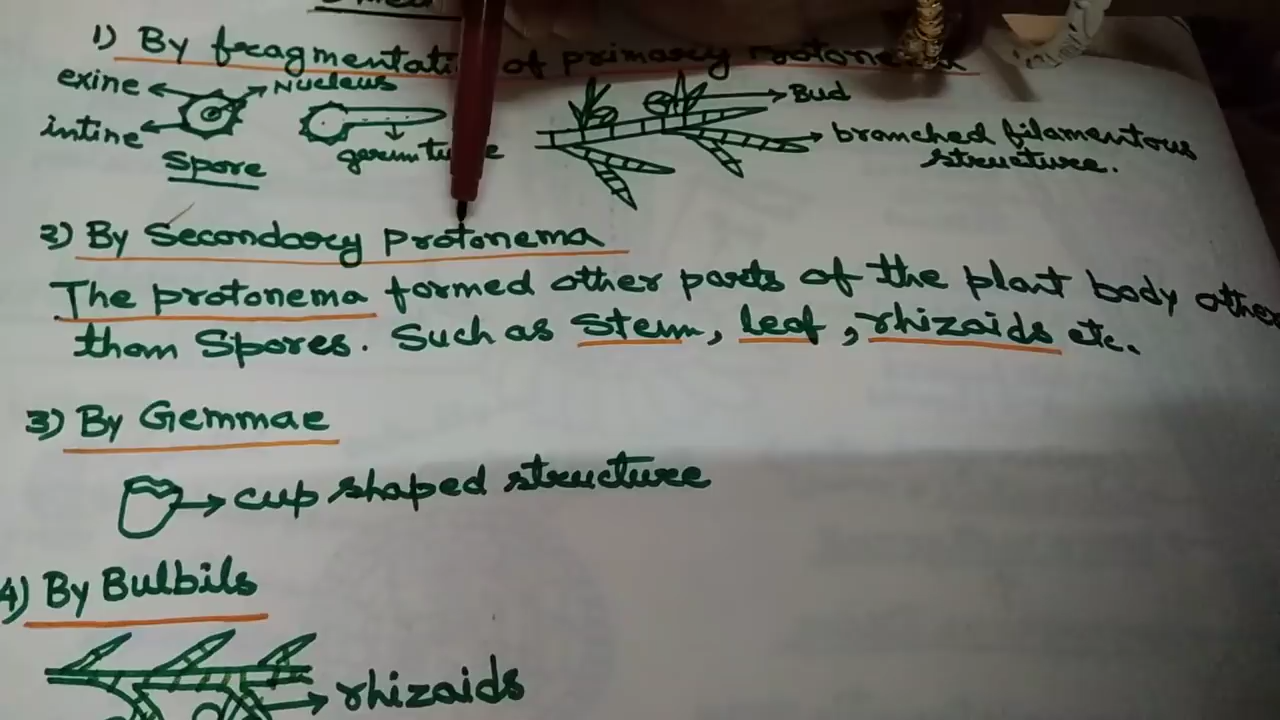 1) By fragmentati of primary
exine
Nucleus
intine
Spore
Bud
branched filamentous
structure.
2) By Secondary Protonema
The protonema formed other parts of the plant body other
than Spores. Such as Stem, leaf, rhizoids etc.
3) By Gemmae
cup shaped structure
4) By Bulbils
rhizoids